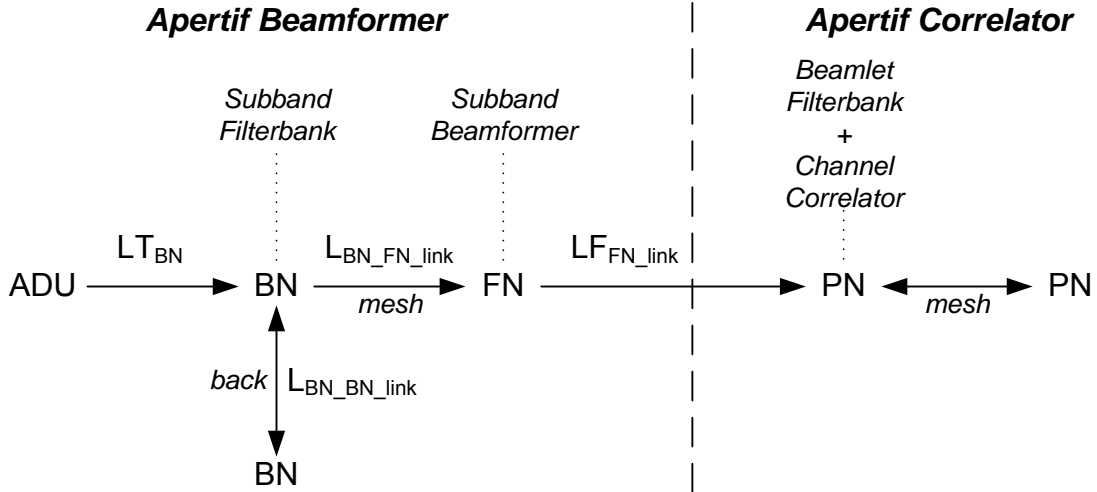 Apertif Beamformer
Apertif Correlator
Subband
Filterbank
Subband
Beamformer
Beamlet
Filterbank
+
Channel
Correlator
ADU
LT_BN
BN
L_BN_FN_link
mesh
FN
LF_FN_link
PN
mesh
PN
back
L_BN_BN_link
BN